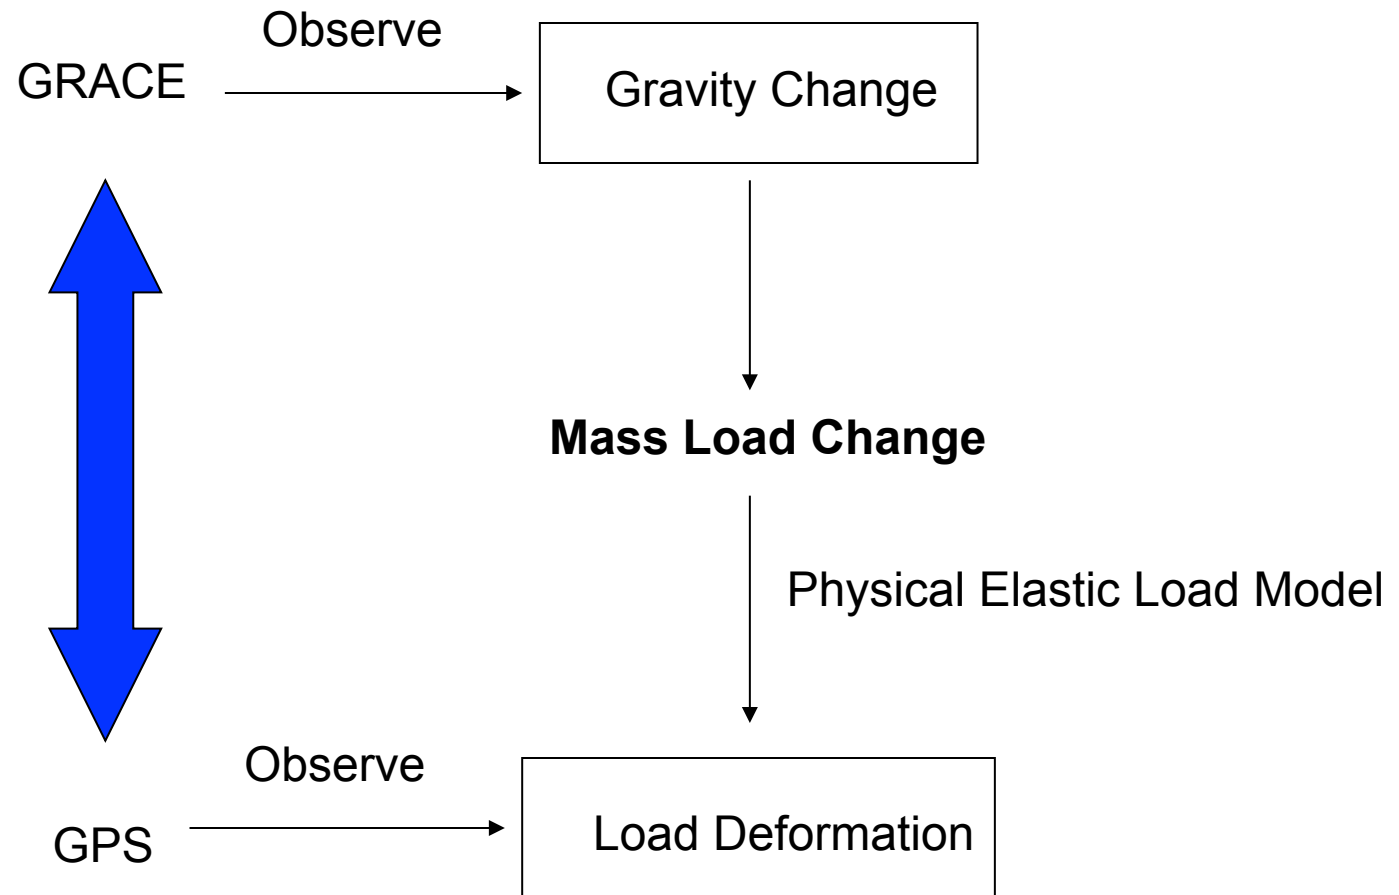 Observe
GRACE
Gravity Change
Mass Load Change
Physical Elastic Load Model
Observe
GPS
Load Deformation